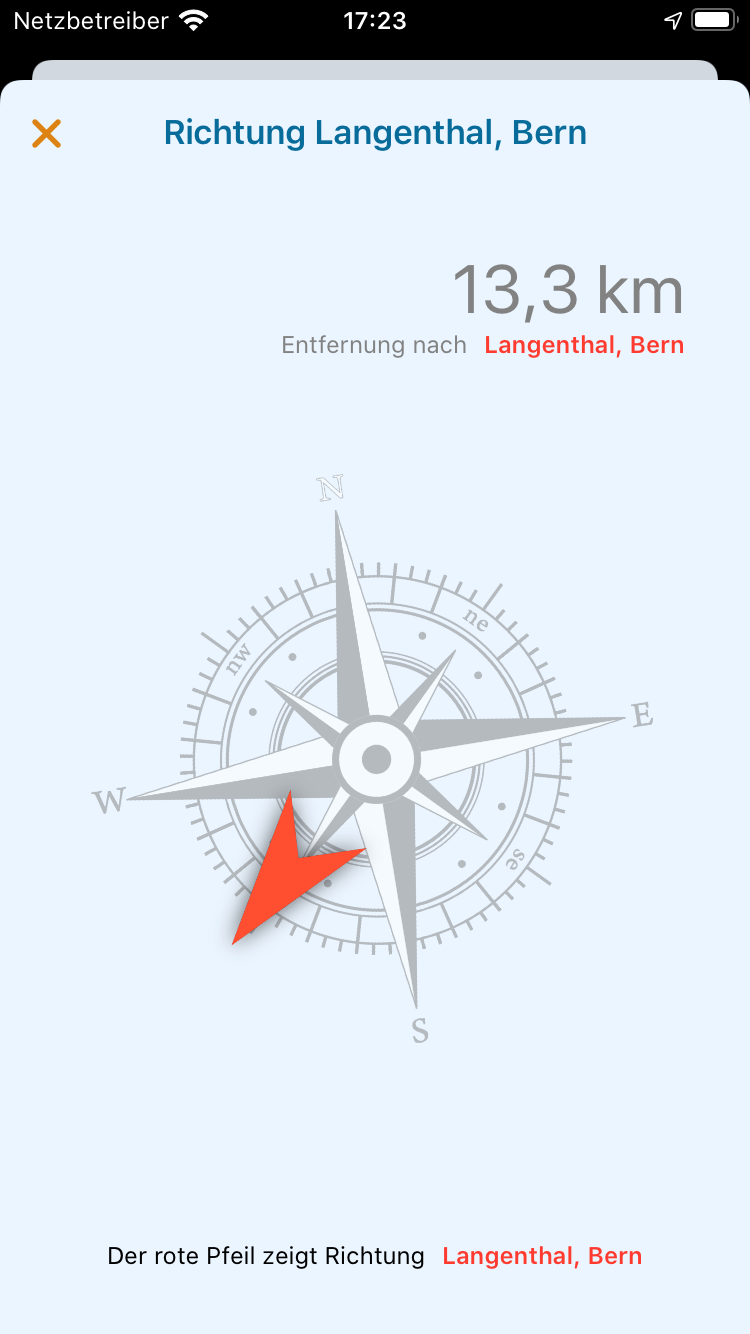 Netzbetreiber 17:23
Richtung Langenthal, Bern
13,3 km
Entfernung nach Langenthal, Bern
N
ne
nw
E
W
se
S
Der rote Pfeil zeigt Richtung Langenthal, Bern